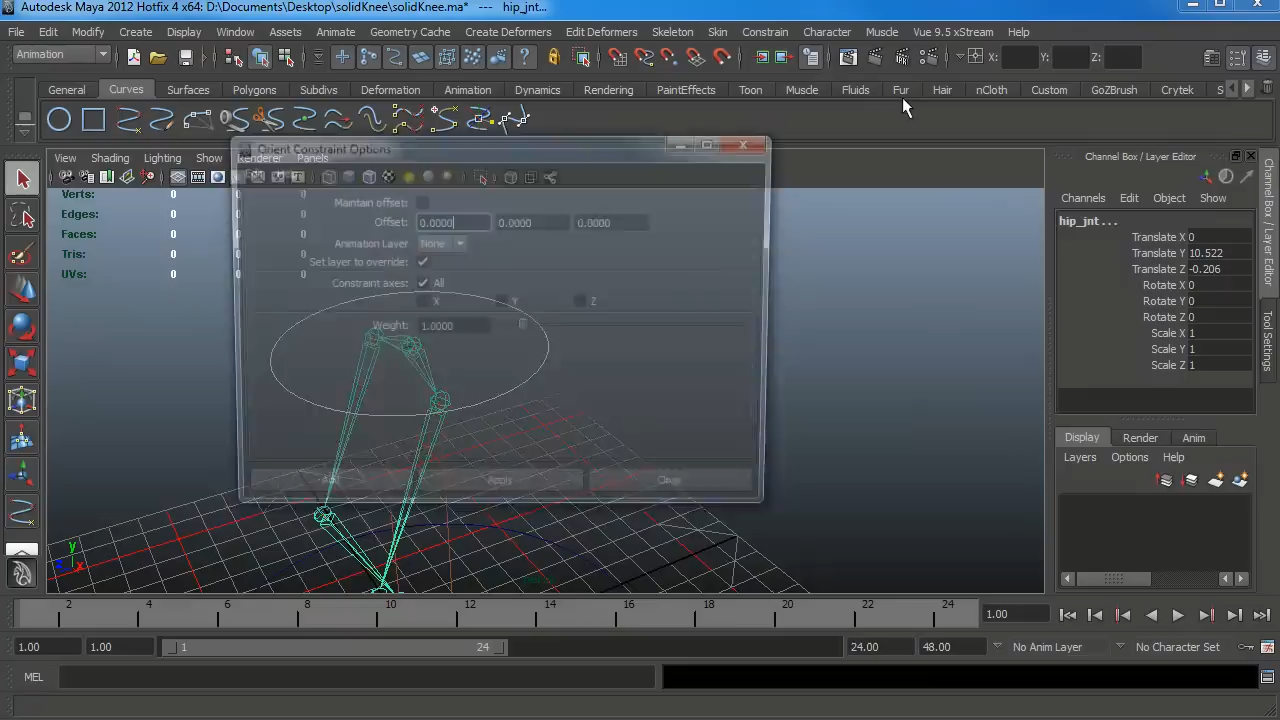 Autodesk Maya 2012 Hotfix 4 x64: D:\Documents\Desktop\solidKnee\solidKnee.ma* --- hip_jnt...
File Edit Modify Create Display Window Assets Animate Geometry Cache Create Deformers Edit Deformers Skeleton Skin Constrain Character Muscle Vue 9.5 xStream Help
Animation X: Y: Z:
General Curves Surfaces Polygons Subdivs Deformation Animation Dynamics Rendering PaintEffects Toon Muscle Fluids Fur Hair nCloth Custom GoZBrush Crytek S
Orient Constraint Options
View Shading Lighting Show Renderer Panels
Channel Box / Layer Editor
Verts: 0 0
Edges: 0 0
Faces: 0 0
Tris: 0 0
UVs: 0 0
Maintain offset:
Offset: 0.0000 0.0000 0.0000
Animation Layer None
Set layer to override:
Constraint axes: All
X Y Z
Weight: 1.0000
Add Apply Close
Channels Edit Object Show
hip_jnt...
Translate X 0
Translate Y 10.522
Translate Z -0.206
Rotate X 0
Rotate Y 0
Rotate Z 0
Scale X 1
Scale Y 1
Scale Z 1
Display Render Anim
Layers Options Help
Channel Box / Layer Editor
Tool Settings
y
z x
2 4 6 8 10 12 14 16 18 20 22 24 1.00
1.00 1.00 1 24 24.00 48.00 No Anim Layer No Character Set
MEL